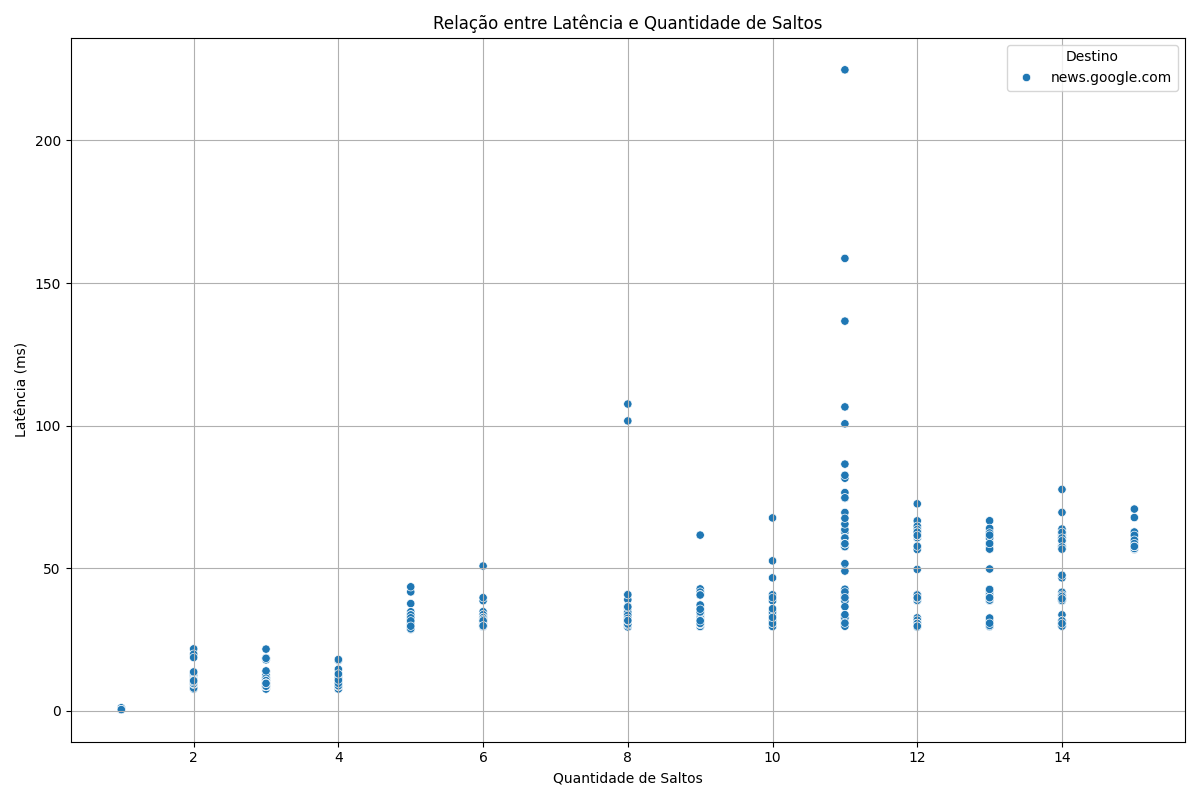 Relação entre Latência e Quantidade de Saltos
Destino
news.google.com
Latência (ms)
200
150
100
50
0
2 4 6 8 10 12 14
Quantidade de Saltos